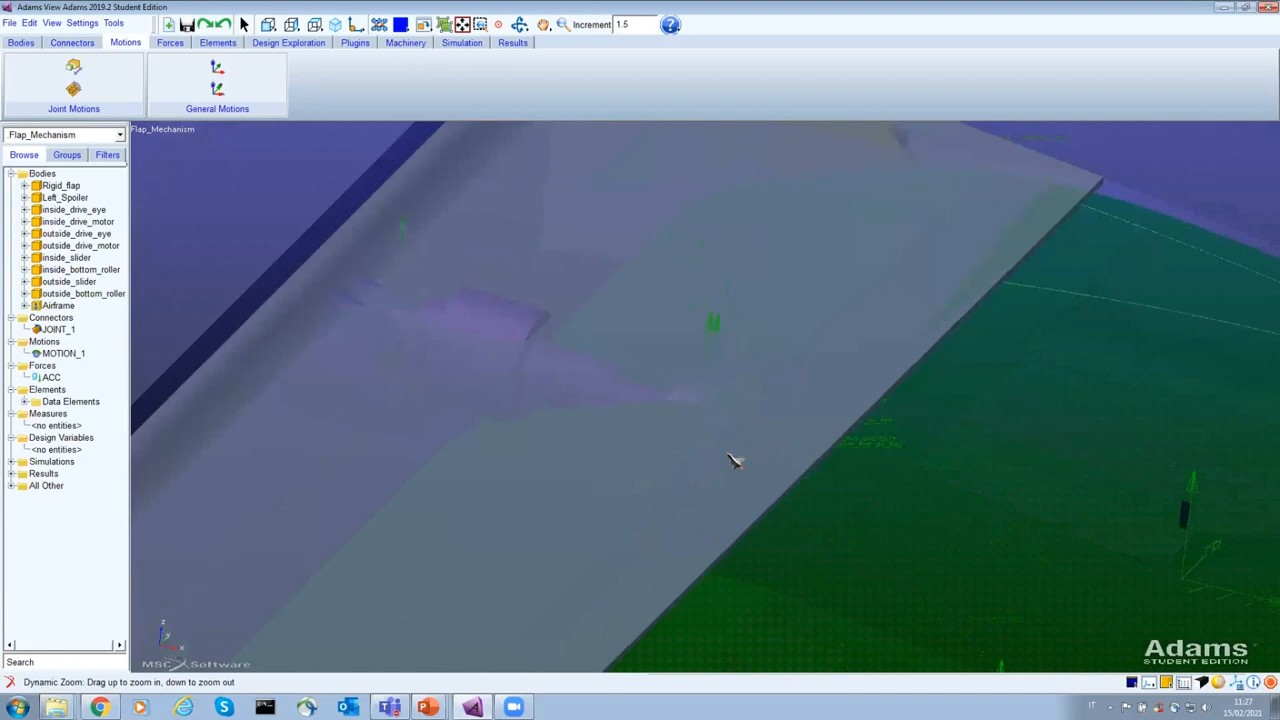 Adams View Adams 2019.2 Student Edition
File Edit View Settings Tools
Increment 1.5
Bodies Connectors Motions Forces Elements Design Exploration Plugins Machinery Simulation Results
Joint Motions General Motions
Flap_Mechanism
Flap_Mechanism
Browse Groups Filters
Bodies
Rigid_flap
Left_Spoiler
inside_drive_eye
inside_drive_motor
outside_drive_eye
outside_drive_motor
inside_slider
inside_bottom_roller
outside_slider
outside_bottom_roller
Airframe
Connectors
JOINT_1
Motions
MOTION_1
Forces
ACC
Elements
Data Elements
Measures
<no entities>
Design Variables
<no entities>
Simulations
Results
All Other
z
y
x
MSC Software
Adams
STUDENT EDITION
Search
Dynamic Zoom: Drag up to zoom in, down to zoom out
IT
11:27
15/02/2021